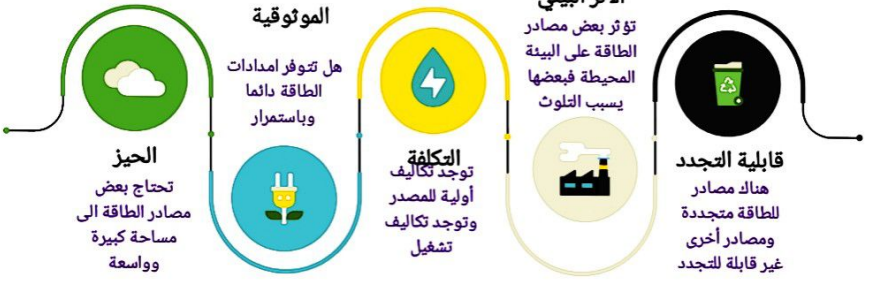 قابلية التجدد
هناك مصادر
للطاقة متجددة
ومصادر أخرى
غير قابلة للتجدد
الأثر البيئي
تؤثر بعض مصادر
الطاقة على البيئة
المحيطة فبعضها
يسبب التلوث
التكلفة
توجد تكاليف
أولية للمصدر
وتوجد تكاليف
تشغيل
الموثوقية
هل تتوفر امدادات
الطاقة دائما
وباستمرار
الحيز
تحتاج بعض
مصادر الطاقة الى
مساحة كبيرة
وواسعة